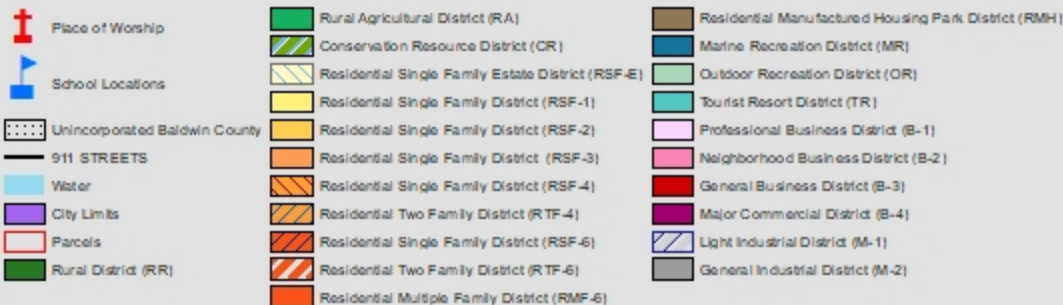 Place of Worship
School Locations
Unincorporated Baldwin County
911 STREETS
Water
City Limits
Parcels
Rural District (RR)
Rural Agricultural District (RA)
Conservation Resource District (CR)
Residential Single Family Estate District (RSF-E)
Residential Single Family District (RSF-1)
Residential Single Family District (RSF-2)
Residential Single Family District (RSF-3)
Residential Single Family District (RSF-4)
Residential Two Family District (RTF-4)
Residential Single Family District (RSF-6)
Residential Two Family District (RTF-6)
Residential Multiple Family District (RMF-6)
Residential Manufactured Housing Park District (RMH)
Marine Recreation District (MR)
Outdoor Recreation District (OR)
Tourist Resort District (TR)
Professional Business District (B-1)
Neighborhood Business District (B-2)
General Business District (B-3)
Major Commercial District (B-4)
Light Industrial District (M-1)
General Industrial District (M-2)